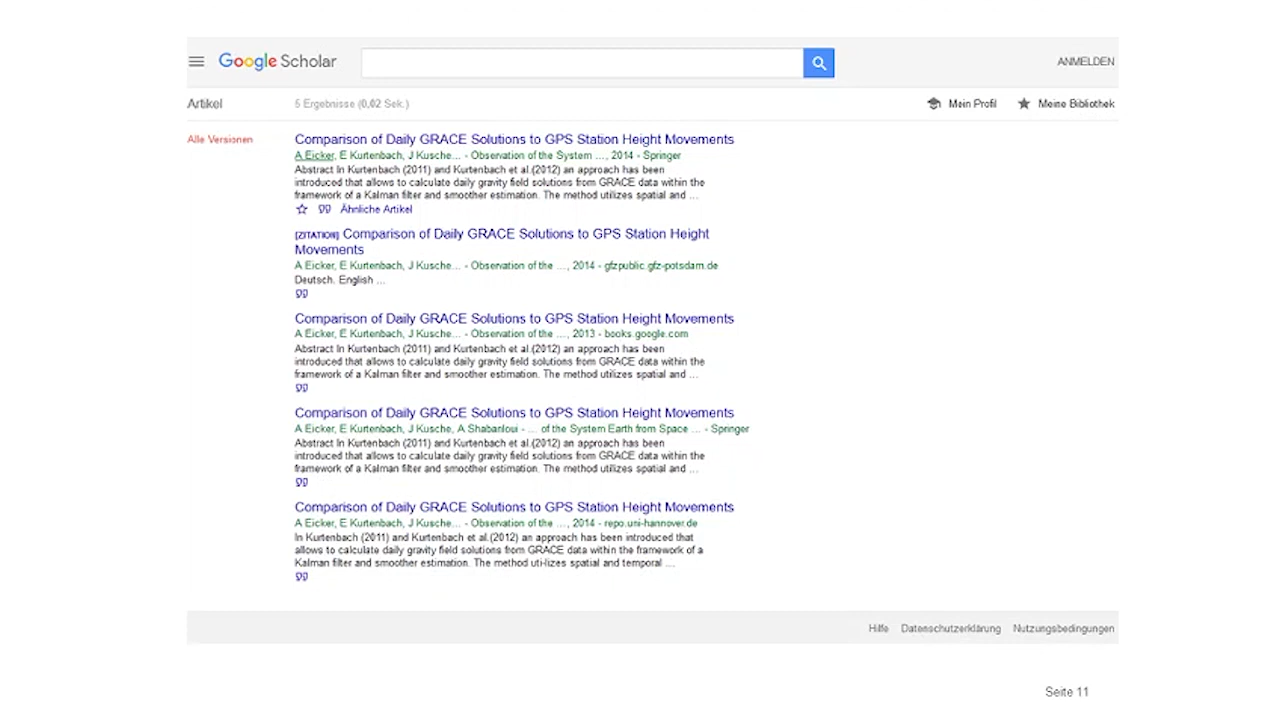 Google Scholar
ANMELDEN
Artikel
5 Ergebnisse (0,02 Sek.)
Mein Profil
Meine Bibliothek
Alle Versionen
Comparison of Daily GRACE Solutions to GPS Station Height Movements
A Eicker, E Kurtenbach, J Kusche... - Observation of the System ..., 2014 - Springer
Abstract In Kurtenbach (2011) and Kurtenbach et al.(2012) an approach has been
introduced that allows to calculate daily gravity field solutions from GRACE data within the
framework of a Kalman filter and smoother estimation. The method utilizes spatial and ...
Ähnliche Artikel
[ZITATION] Comparison of Daily GRACE Solutions to GPS Station Height
Movements
A Eicker, E Kurtenbach, J Kusche... - Observation of the ..., 2014 - gfzpublic.gfz-potsdam.de
Deutsch. English ...
Comparison of Daily GRACE Solutions to GPS Station Height Movements
A Eicker, E Kurtenbach, J Kusche... - Observation of the ..., 2013 - books.google.com
Abstract In Kurtenbach (2011) and Kurtenbach et al.(2012) an approach has been
introduced that allows to calculate daily gravity field solutions from GRACE data within the
framework of a Kalman filter and smoother estimation. The method utilizes spatial and ...
Comparison of Daily GRACE Solutions to GPS Station Height Movements
A Eicker, E Kurtenbach, J Kusche, A Shabanloui - ... of the System Earth from Space ... - Springer
Abstract In Kurtenbach (2011) and Kurtenbach et al.(2012) an approach has been
introduced that allows to calculate daily gravity field solutions from GRACE data within the
framework of a Kalman filter and smoother estimation. The method utilizes spatial and ...
Comparison of Daily GRACE Solutions to GPS Station Height Movements
A Eicker, E Kurtenbach, J Kusche... - Observation of the ..., 2014 - repo.uni-hannover.de
In Kurtenbach (2011) and Kurtenbach et al.(2012) an approach has been introduced that
allows to calculate daily gravity field solutions from GRACE data within the framework of a
Kalman filter and smoother estimation. The method uti-lizes spatial and temporal ...
Hilfe
Datenschutzerklärung
Nutzungsbedingungen
Seite 11